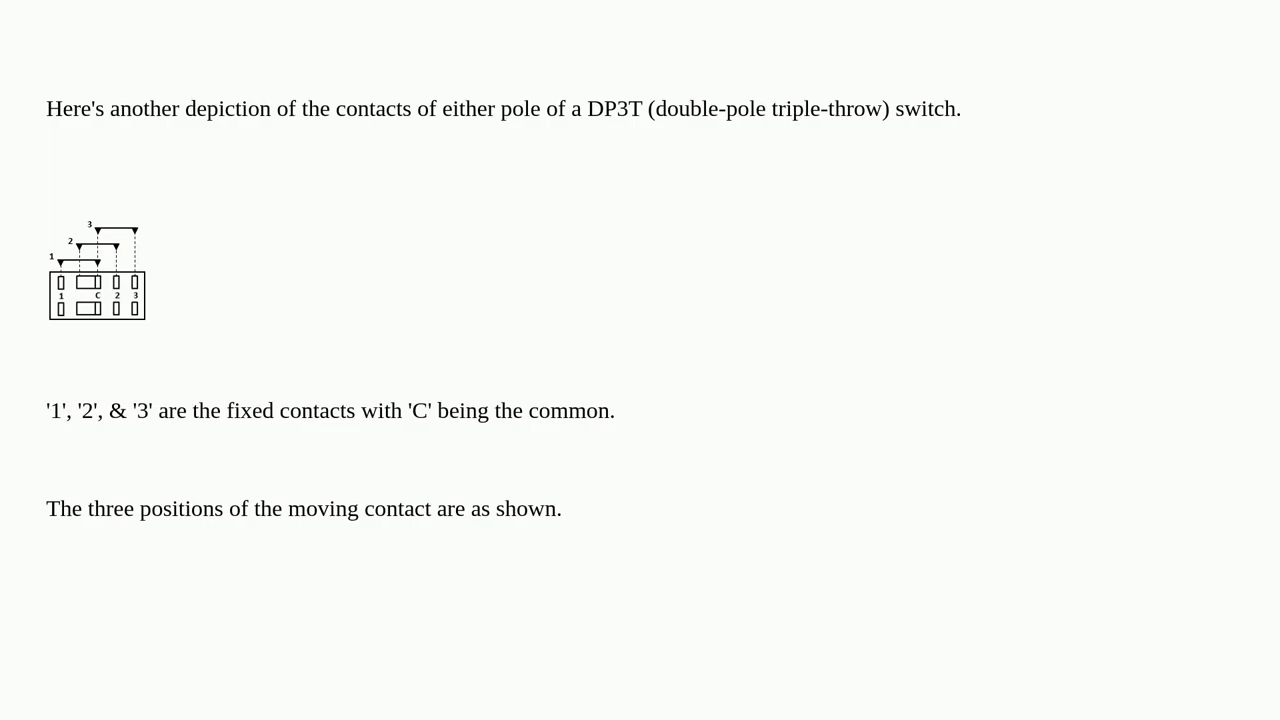 Here's another depiction of the contacts of either pole of a DP3T (double-pole triple-throw) switch.
3
2
1
1 C 2 3
'1', '2', & '3' are the fixed contacts with 'C' being the common.
The three positions of the moving contact are as shown.